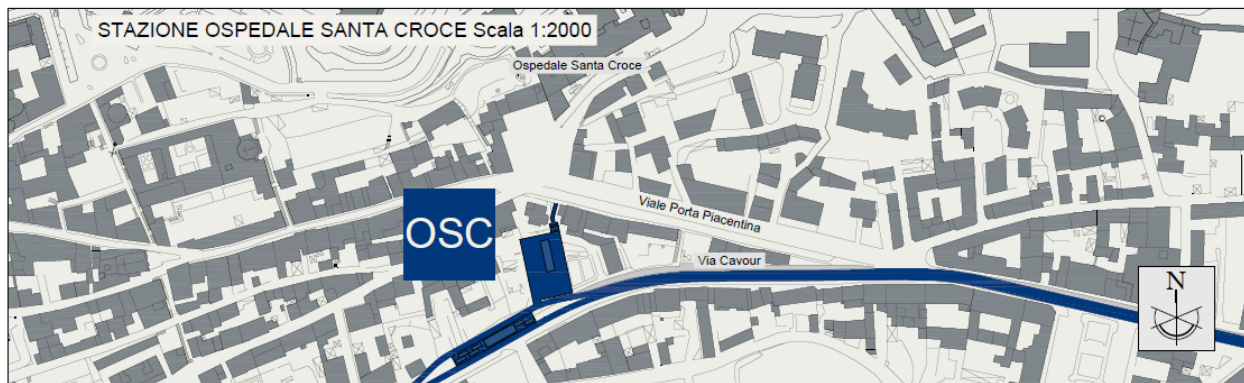 STAZIONE OSPEDALE SANTA CROCE Scala 1:2000
Ospedale Santa Croce
Viale Porta Piacentina
OSC
Via Cavour
N